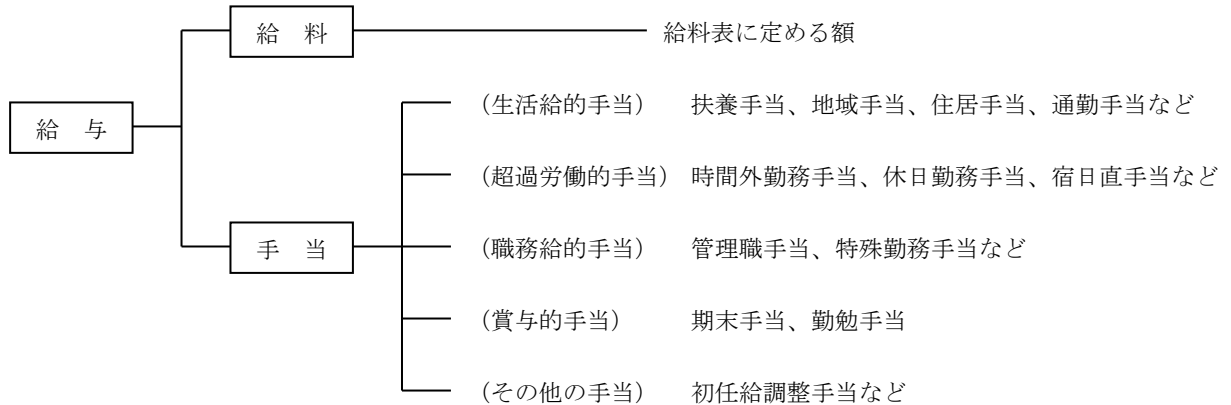 給　料　給料表に定める額
（生活給的手当）　扶養手当、地域手当、住居手当、通勤手当など
給　与
（超過労働的手当）　時間外勤務手当、休日勤務手当、宿日直手当など
手　当　（職務給的手当）　管理職手当、特殊勤務手当など
（賞与的手当）　期末手当、勤勉手当
（その他の手当）　初任給調整手当など